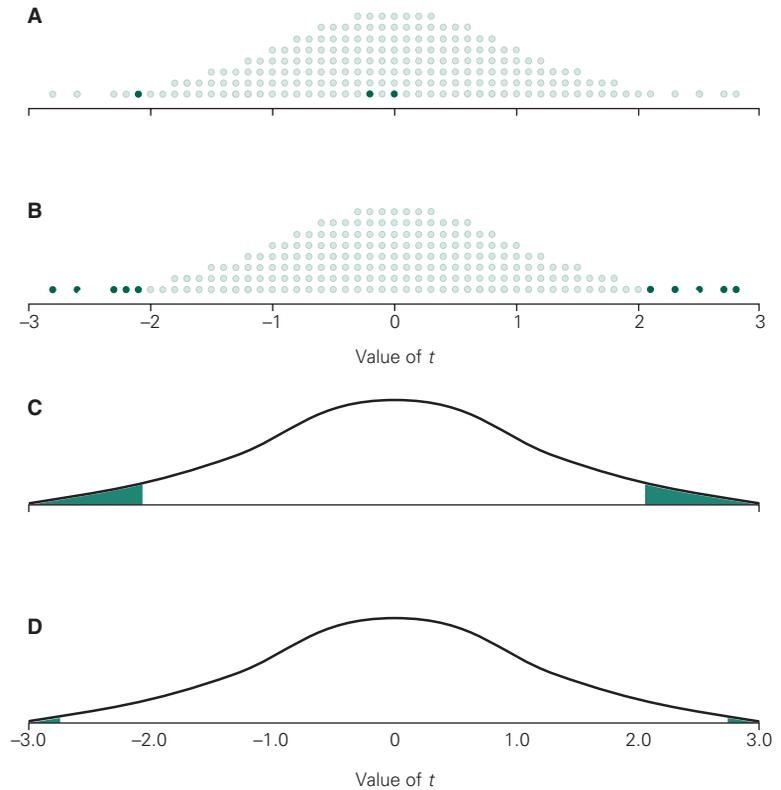 A
B
–3 –2 –1 0 1 2 3
Value of t
C
D
–3.0 –2.0 –1.0 0 1.0 2.0 3.0
Value of t